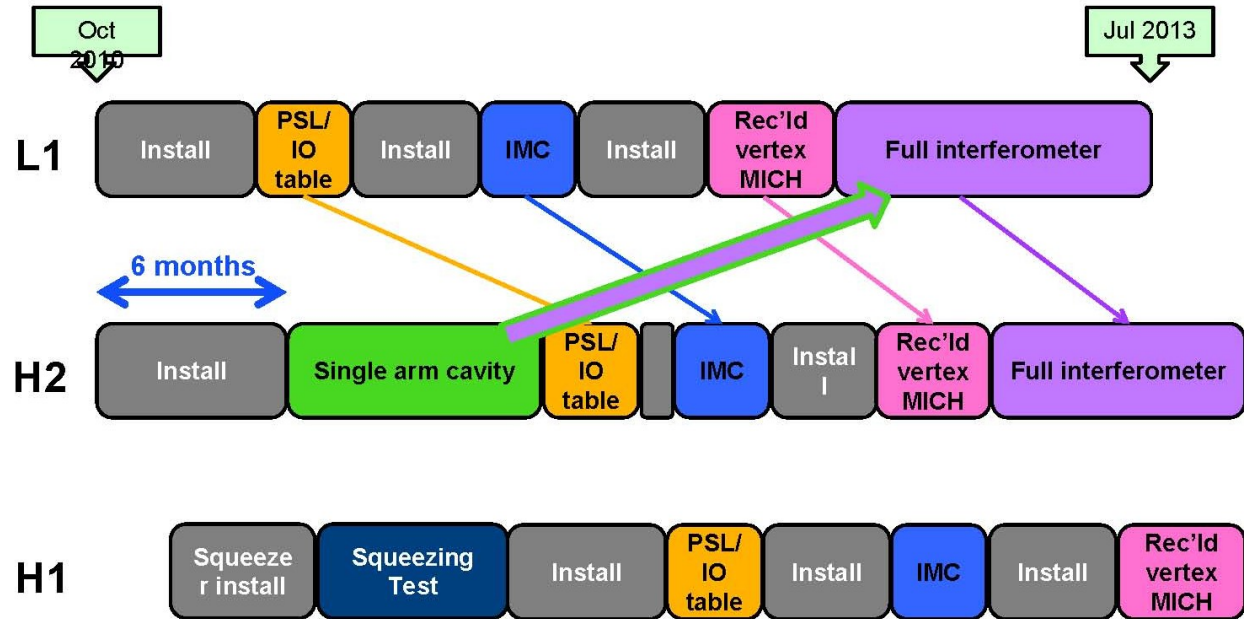 Oct
2010
Jul 2013
L1
Install
PSL/
IO
table
Install
IMC
Install
Rec'ld
vertex
MICH
Full interferometer
6 months
H2
Install
Single arm cavity
PSL/
IO
table
IMC
Instal
l
Rec'ld
vertex
MICH
Full interferometer
H1
Squeeze
r install
Squeezing
Test
Install
PSL/
IO
table
Install
IMC
Install
Rec'ld
vertex
MICH